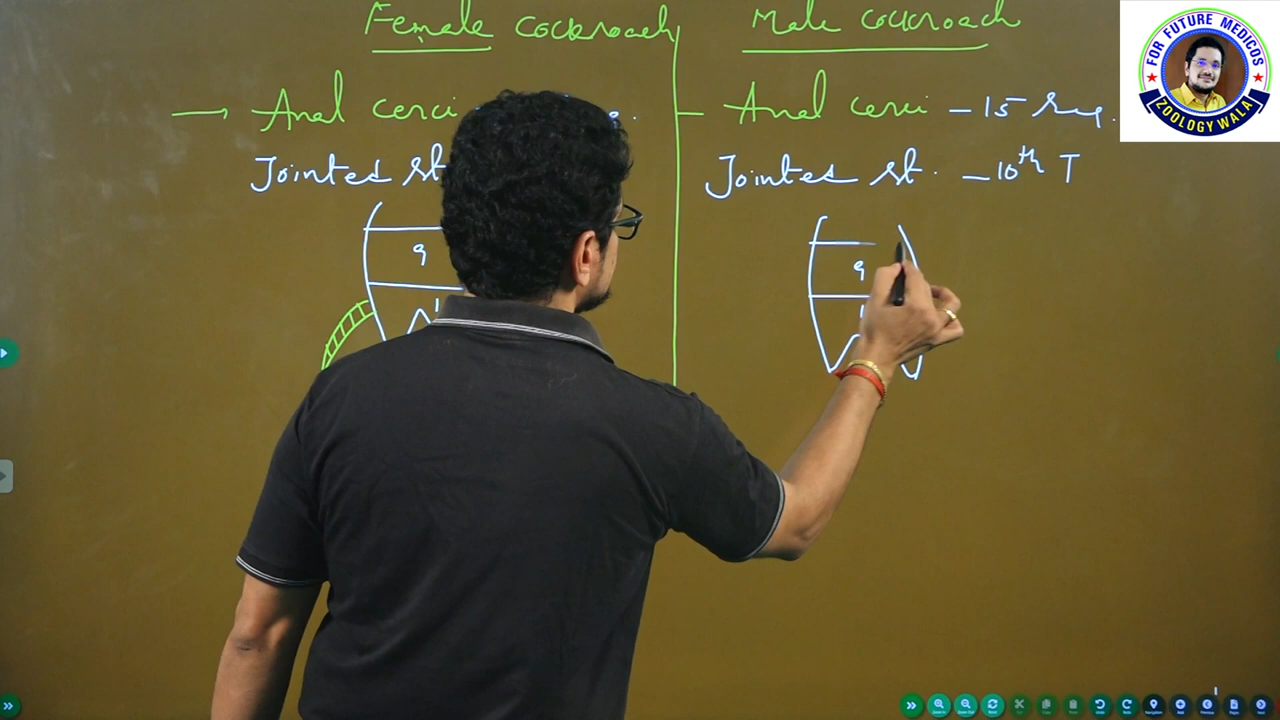 Female cockroach
Male cockroach
Anal cerci
Anal cerci – 15 seg.
Jointed st
Jointed st. – 10th T
9
9
FOR FUTURE MEDICOS
ZOOLOGY WALA